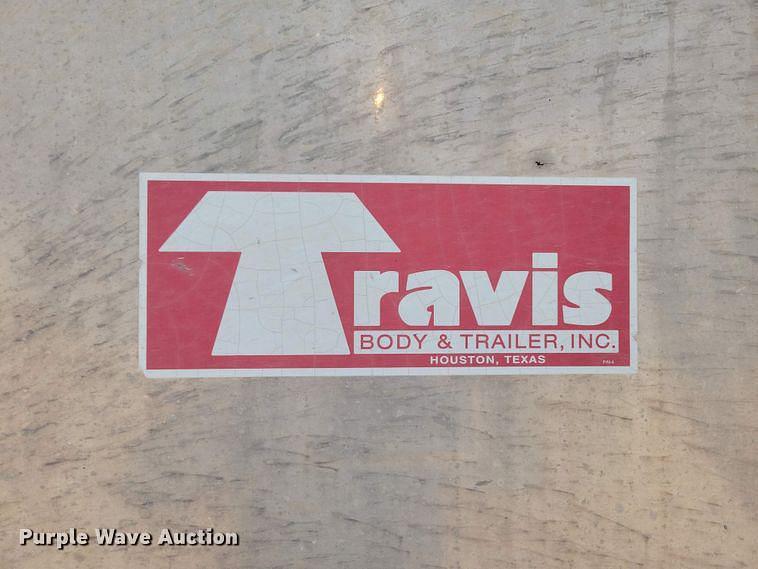 Travis
BODY & TRAILER, INC.
HOUSTON, TEXAS
Purple Wave Auction